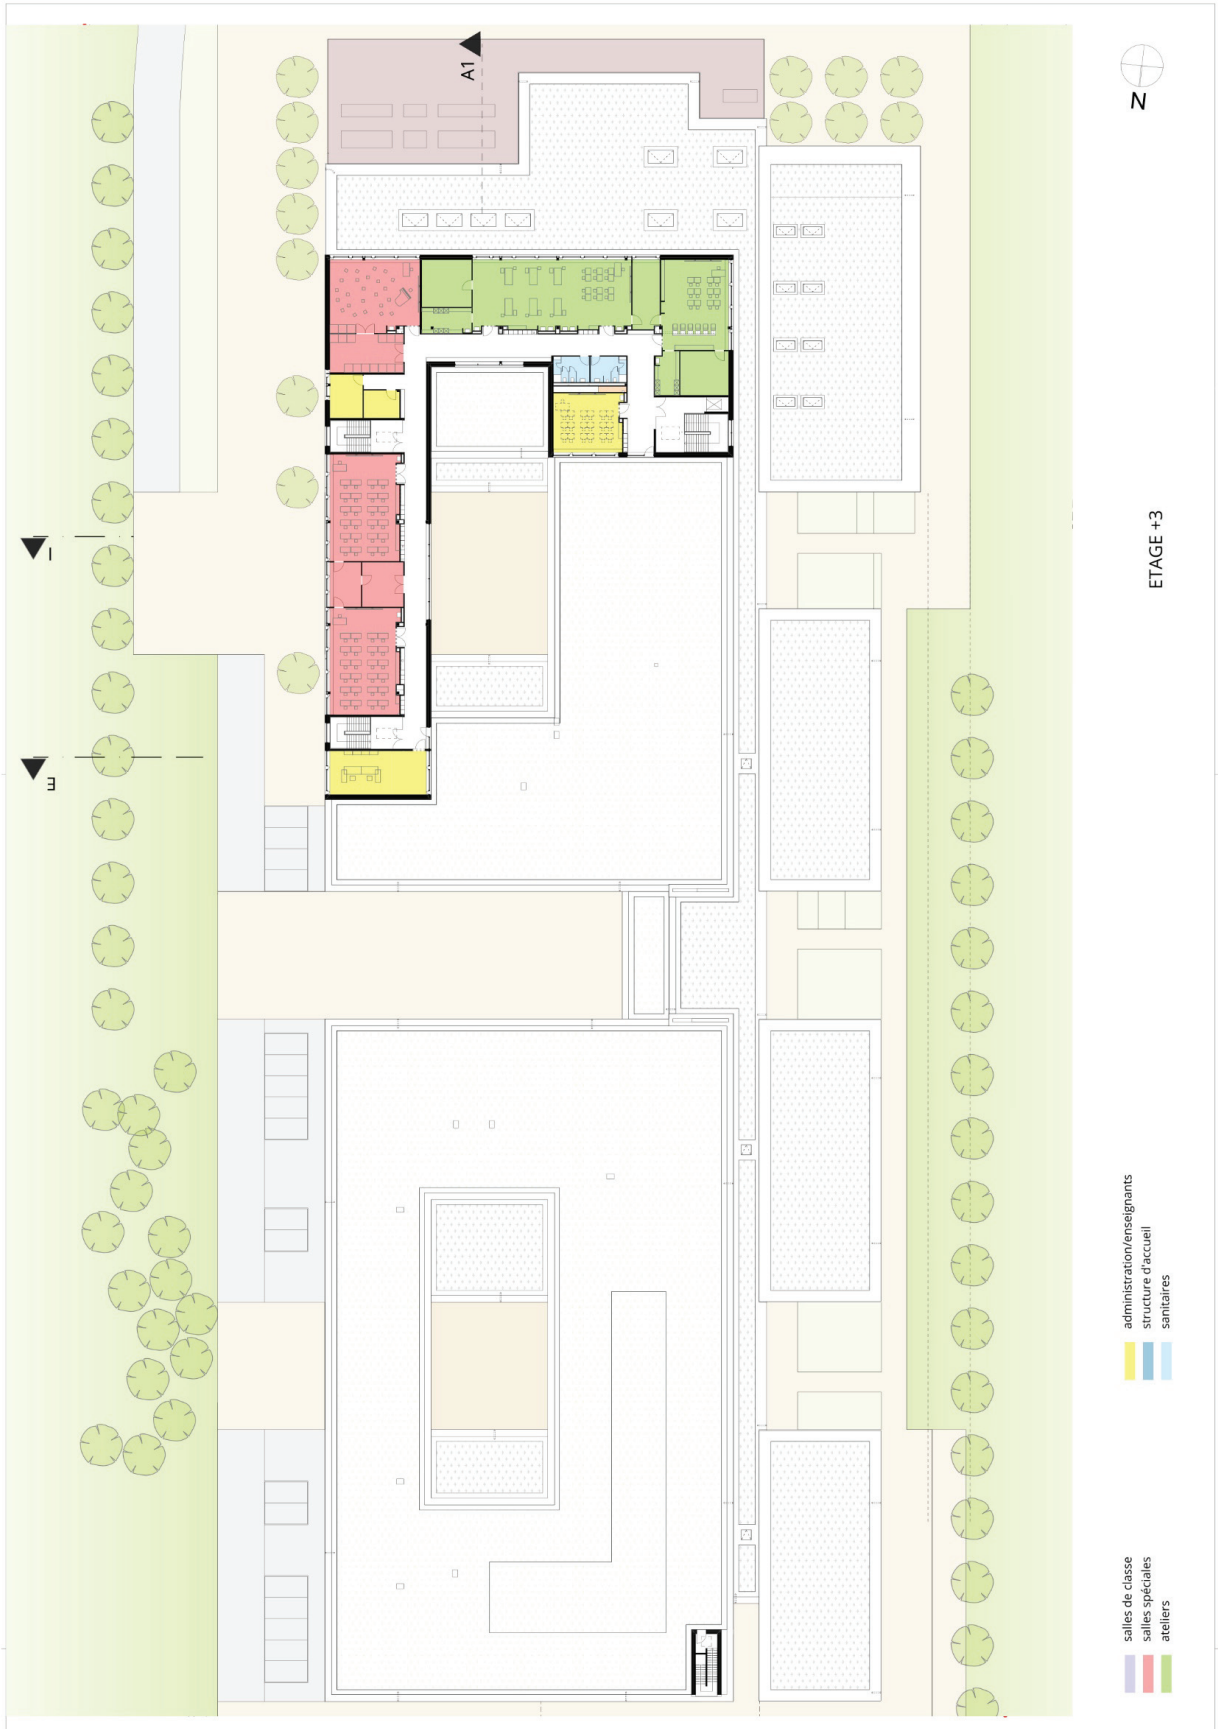 A1
N
ETAGE +3
salles de classe
salles spéciales
ateliers
administration/enseignants
structure d'accueil
sanitaires